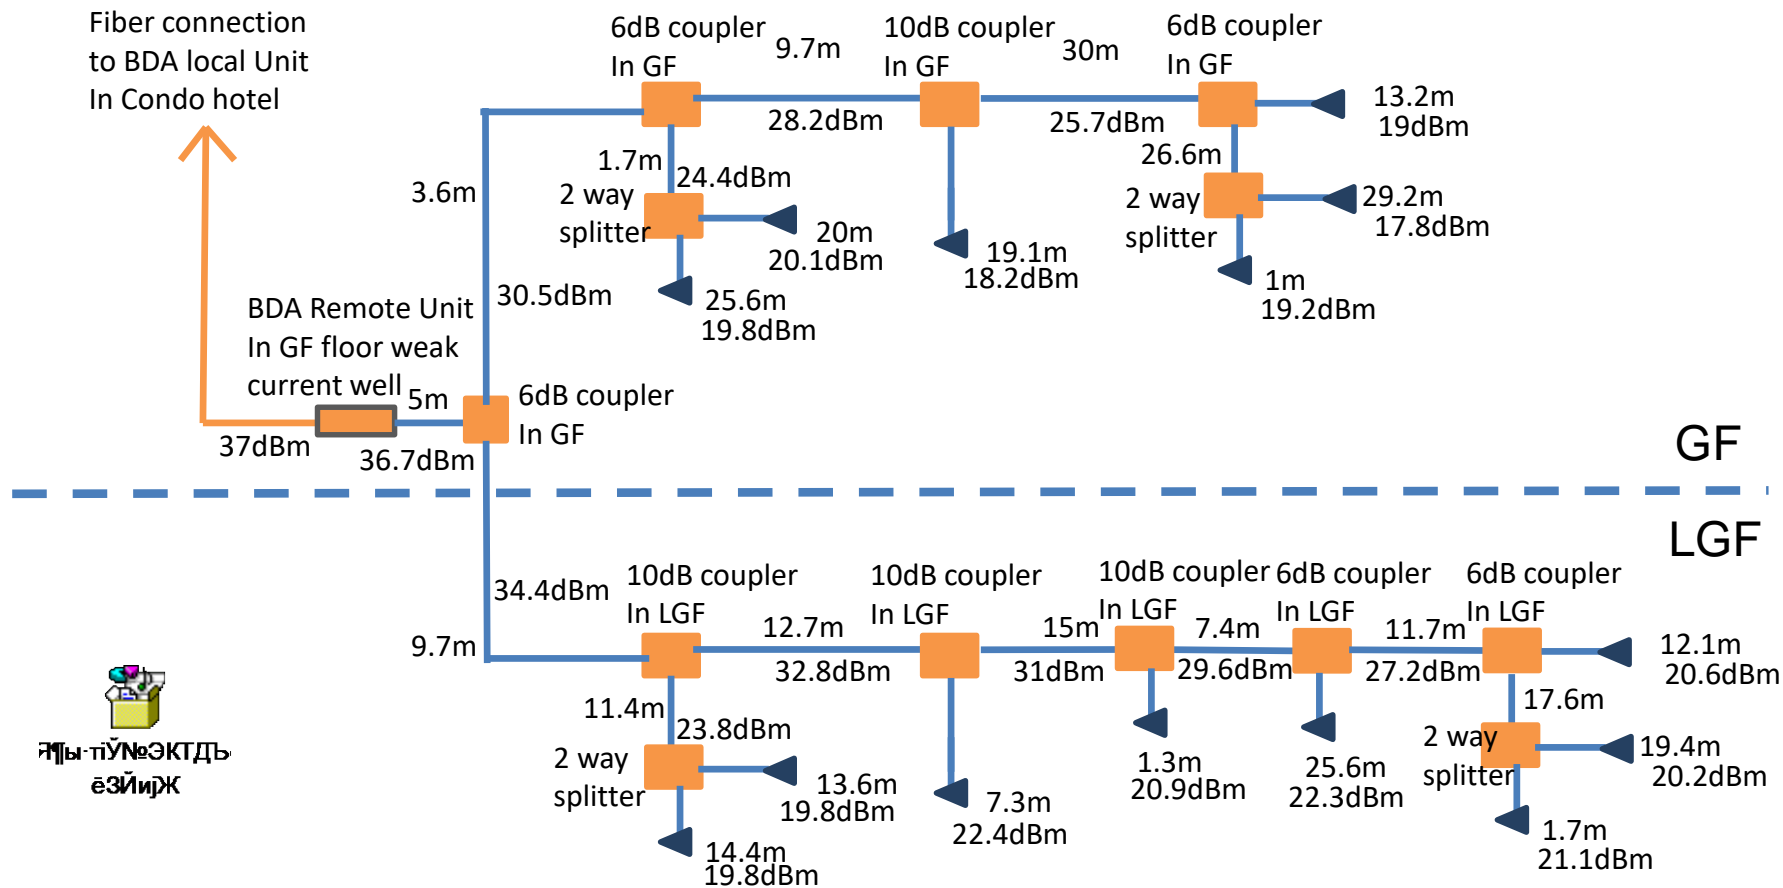 Fiber connection
to BDA local Unit
In Condo hotel
6dB coupler
In GF
9.7m
10dB coupler
In GF
30m
6dB coupler
In GF
28.2dBm
25.7dBm
13.2m
19dBm
1.7m
24.4dBm
26.6m
3.6m
2 way
splitter
20m
20.1dBm
19.1m
18.2dBm
2 way
splitter
29.2m
17.8dBm
30.5dBm
25.6m
19.8dBm
1m
19.2dBm
BDA Remote Unit
In GF floor weak
current well
5m
6dB coupler
In GF
37dBm
36.7dBm
GF
LGF
34.4dBm
9.7m
10dB coupler
In LGF
12.7m
32.8dBm
10dB coupler
In LGF
15m
31dBm
10dB coupler
In LGF
7.4m
29.6dBm
6dB coupler
In LGF
11.7m
27.2dBm
6dB coupler
In LGF
12.1m
20.6dBm
11.4m
23.8dBm
17.6m
2 way
splitter
13.6m
19.8dBm
7.3m
22.4dBm
1.3m
20.9dBm
25.6m
22.3dBm
2 way
splitter
19.4m
20.2dBm
14.4m
19.8dBm
1.7m
21.1dBm